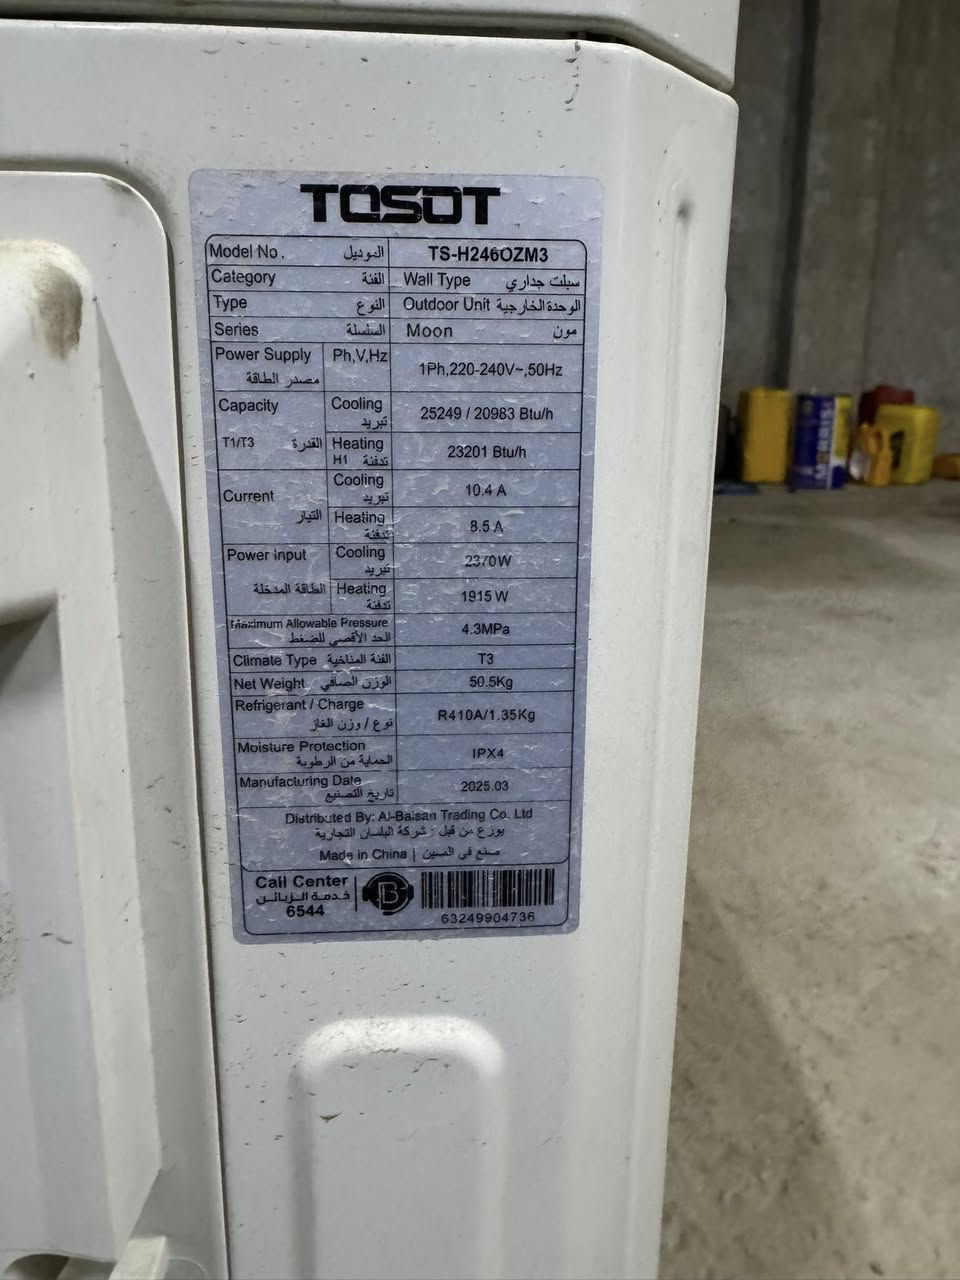 TOSOT
Model No. الموديل TS-H246OZM3
Category الفئة Wall Type سبلت جداري
Type النوع Outdoor Unit الوحدة الخارجية
Series السلسلة Moon مون
Power Supply مصدر الطاقة Ph,V,Hz 1Ph,220-240V~,50Hz
Capacity T1/T3 القدرة Cooling تبريد 25249 / 20983 Btu/h
Heating H1 تدفئة 23201 Btu/h
Current التيار Cooling تبريد 10.4 A
Heating تدفئة 8.5 A
Power input الطاقة المدخلة Cooling تبريد 2370W
Heating تدفئة 1915 W
Maximum Allowable Pressure الحد الأقصي للضغط 4.3MPa
Climate Type الفئة المناخية T3
Net Weight الوزن الصافي 50.5Kg
Refrigerant / Charge نوع / وزن الغاز R410A/1.35Kg
Moisture Protection الحماية من الرطوبة IPX4
Manufacturing Date تاريخ التصنيع 2025.03
Distributed By: Al-Baisan Trading Co. Ltd
يوزع من قبل : شركة البلسان التجارية
Made in China | صنع في الصين
Call Center
خدمة الزبائن
6544
B
63249904736